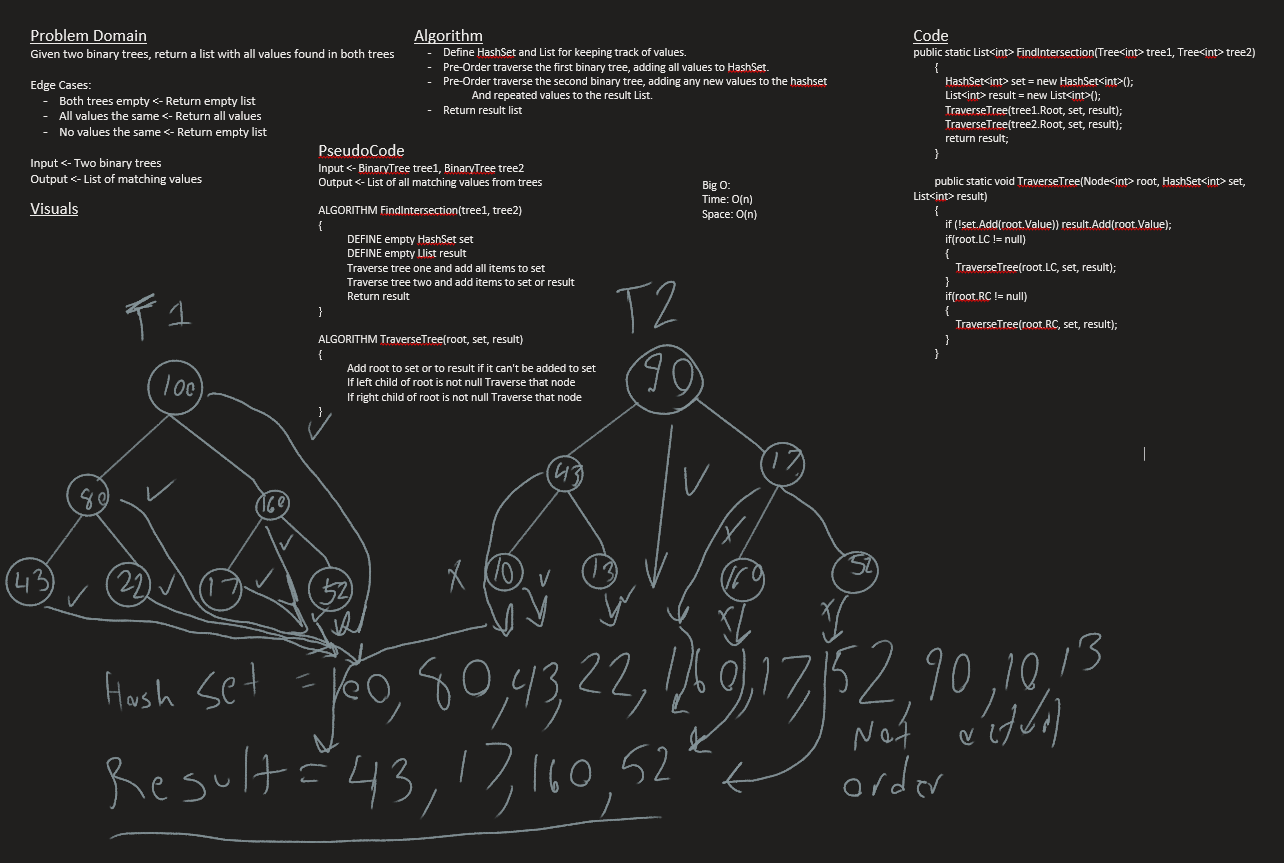 Problem Domain
Given two binary trees, return a list with all values found in both trees
Edge Cases:
- Both trees empty <- Return empty list
- All values the same <- Return all values
- No values the same <- Return empty list
Input <- Two binary trees
Output <- List of matching values
Visuals
Algorithm
- Define HashSet and List for keeping track of values.
- Pre-Order traverse the first binary tree, adding all values to HashSet.
- Pre-Order traverse the second binary tree, adding any new values to the hashset
And repeated values to the result List.
- Return result list
PseudoCode
Input <- BinaryTree tree1, BinaryTree tree2
Output <- List of all matching values from trees
ALGORITHM FindIntersection(tree1, tree2)
{
DEFINE empty HashSet set
DEFINE empty Llist result
Traverse tree one and add all items to set
Traverse tree two and add items to set or result
Return result
}
ALGORITHM TraverseTree(root, set, result)
{
Add root to set or to result if it can't be added to set
If left child of root is not null Traverse that node
If right child of root is not null Traverse that node
}
Big O:
Time: O(n)
Space: O(n)
Code
public static List<int> FindIntersection(Tree<int> tree1, Tree<int> tree2)
{
HashSet<int> set = new HashSet<int>();
List<int> result = new List<int>();
TraverseTree(tree1.Root, set, result);
TraverseTree(tree2.Root, set, result);
return result;
}
public static void TraverseTree(Node<int> root, HashSet<int> set,
List<int> result)
{
if (!set.Add(root.Value)) result.Add(root.Value);
if(root.LC != null)
{
TraverseTree(root.LC, set, result);
}
if(root.RC != null)
{
TraverseTree(root.RC, set, result);
}
}
T1
100
80
160
43
22
17
52
T2
90
43
17
10
13
160
52
Hash set = 100, 80, 43, 22, 160, 17, 52, 90, 10, 13
Not actual
order
Result = 43, 17, 160, 52